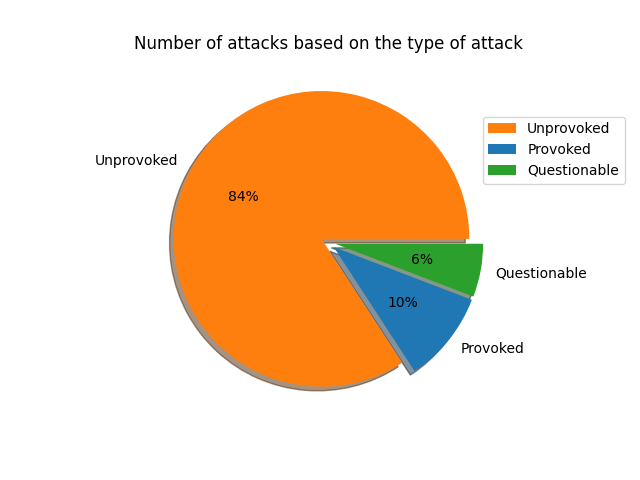 Number of attacks based on the type of attack
Unprovoked
Provoked
Questionable
Unprovoked
84%
6%
Questionable
10%
Provoked